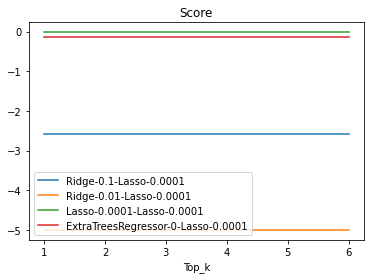 Score
0
−1
−2
−3
−4
−5
Ridge-0.1-Lasso-0.0001
Ridge-0.01-Lasso-0.0001
Lasso-0.0001-Lasso-0.0001
ExtraTreesRegressor-0-Lasso-0.0001
1 2 3 4 5 6
Top_k